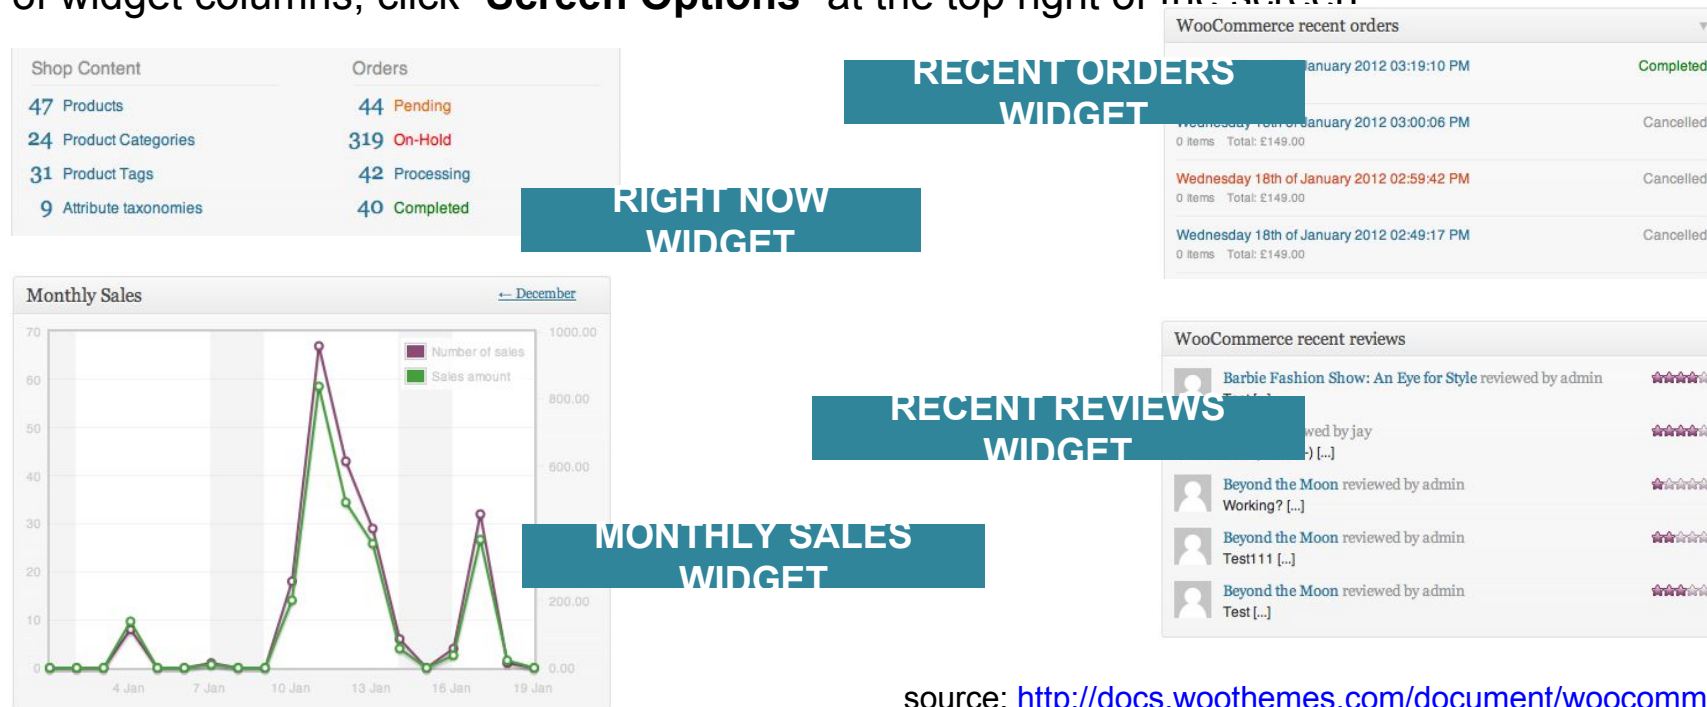 of widget columns, click "Screen Options" at the top right of the screen
Shop Content
Orders
47 Products
44 Pending
24 Product Categories
319 On-Hold
31 Product Tags
42 Processing
9 Attribute taxonomies
40 Completed
RIGHT NOW
WIDGET
Monthly Sales
← December
70
60
50
40
30
20
10
0
1000.00
800.00
600.00
200.00
0.00
Number of sales
Sales amount
4 Jan
7 Jan
10 Jan
13 Jan
16 Jan
19 Jan
MONTHLY SALES
WIDGET
RECENT ORDERS
WIDGET
WooCommerce recent orders
January 2012 03:19:10 PM Completed
January 2012 03:00:06 PM Cancelled
0 items Total: £149.00
Wednesday 18th of January 2012 02:59:42 PM Cancelled
0 items Total: £149.00
Wednesday 18th of January 2012 02:49:17 PM Cancelled
0 items Total: £149.00
RECENT REVIEWS
WIDGET
WooCommerce recent reviews
Barbie Fashion Show: An Eye for Style reviewed by admin
wed by jay
-) [...]
Beyond the Moon reviewed by admin
Working? [...]
Beyond the Moon reviewed by admin
Test111 [...]
Beyond the Moon reviewed by admin
Test [...]
source: http://docs.woothemes.com/document/woocomm